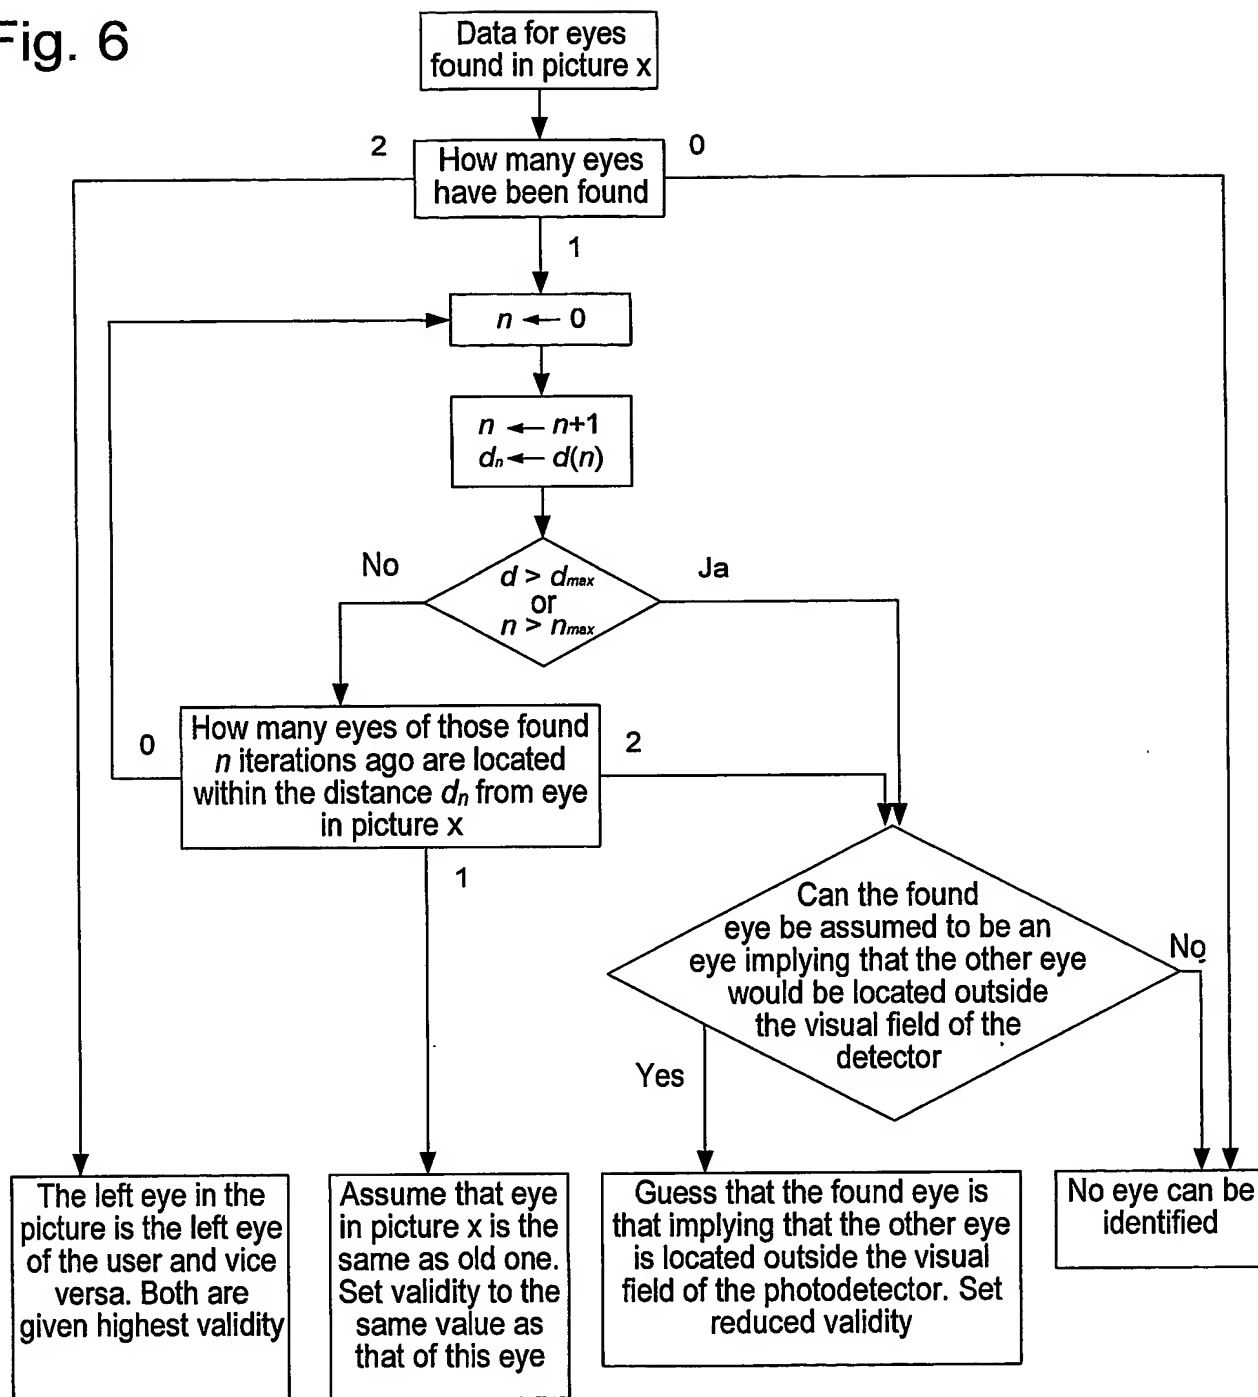 Fig. 6
Data for eyes
found in picture x
2
0
How many eyes
have been found
1
n ← 0
n ← n+1
dn ← d(n)
No
Ja
d > dmax
or
n > nmax
0
2
How many eyes of those found
n iterations ago are located
within the distance dn from eye
in picture x
1
Can the found
eye be assumed to be an
eye implying that the other eye
would be located outside
the visual field of the
detector
No
Yes
The left eye in the
picture is the left eye
of the user and vice
versa. Both are
given highest validity
Assume that eye
in picture x is the
same as old one.
Set validity to the
same value as
that of this eye
Guess that the found eye is
that implying that the other eye
is located outside the visual
field of the photodetector. Set
reduced validity
No eye can be
identified